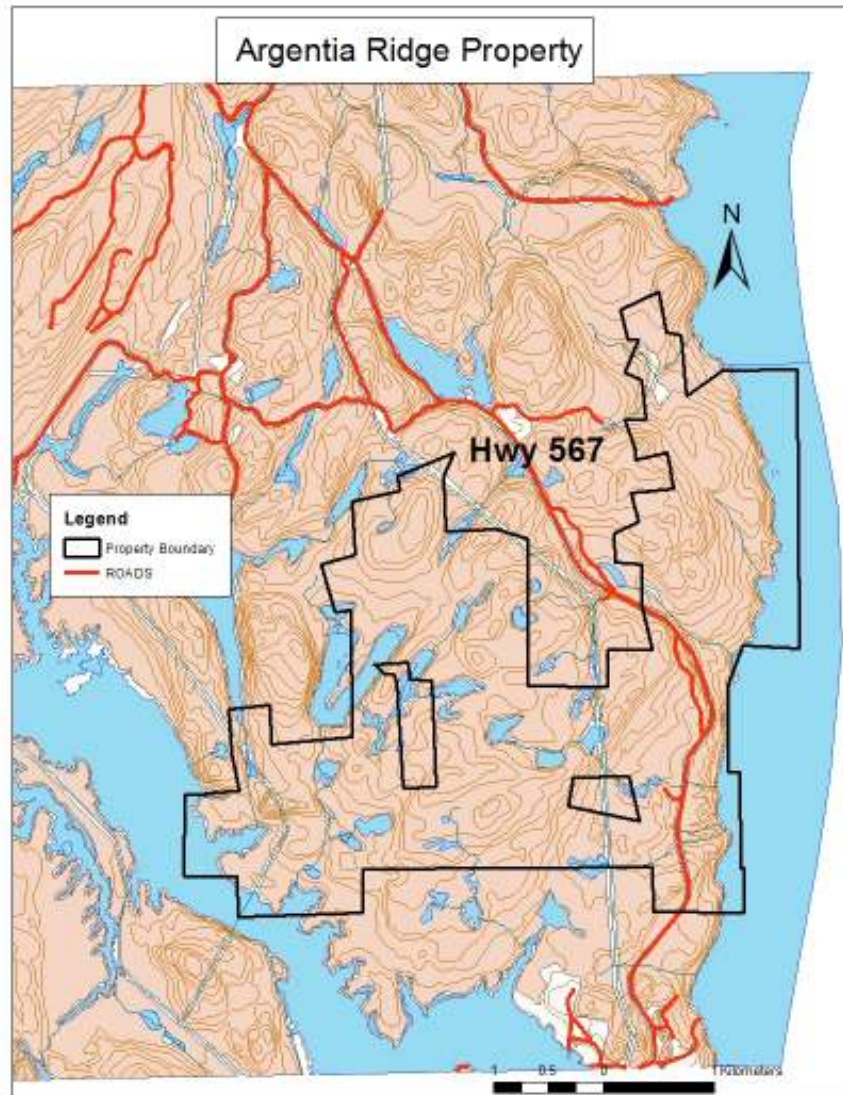 Argentia Ridge Property
N
Hwy 567
Legend
Property Boundary
ROADS
1 0.5 0 1 Kilometers